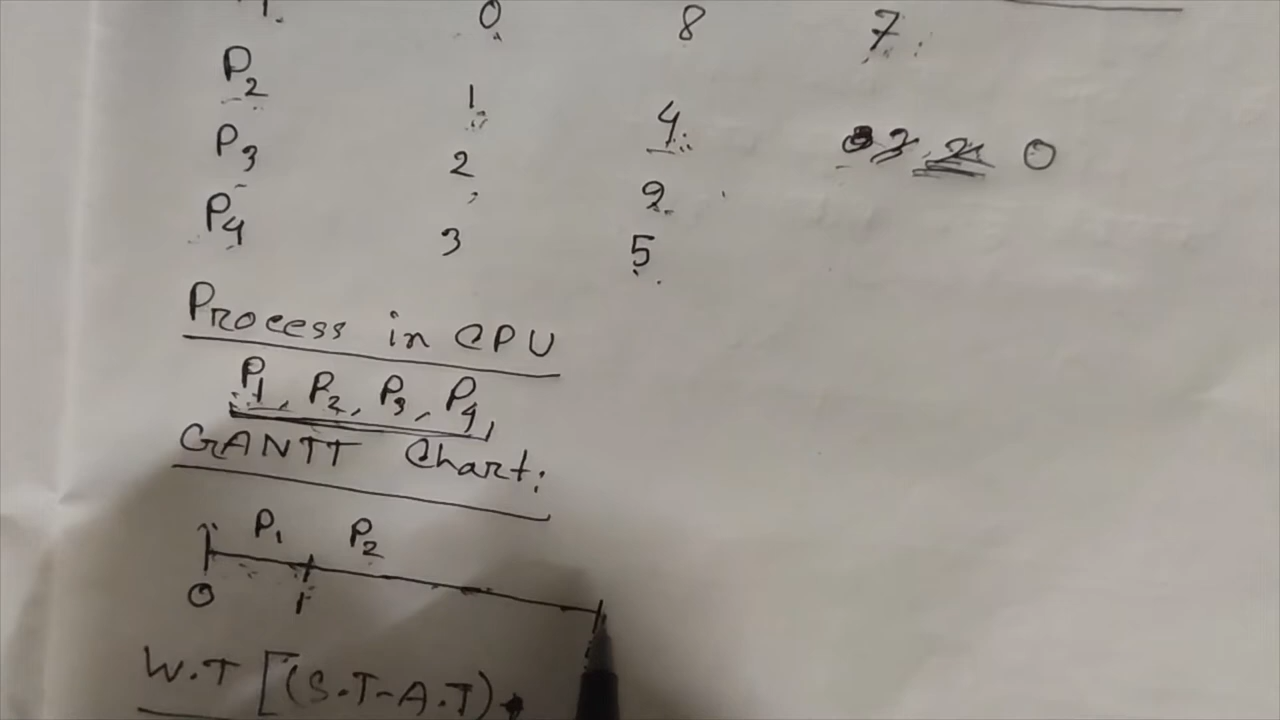 0 8 7
P2 1 4 0
P3 2 2
P4 3 5
Process in CPU
P1, P2, P3, P4,
GANTT Chart:
P1 P2
0 1
W.T [(S.T-A.T)